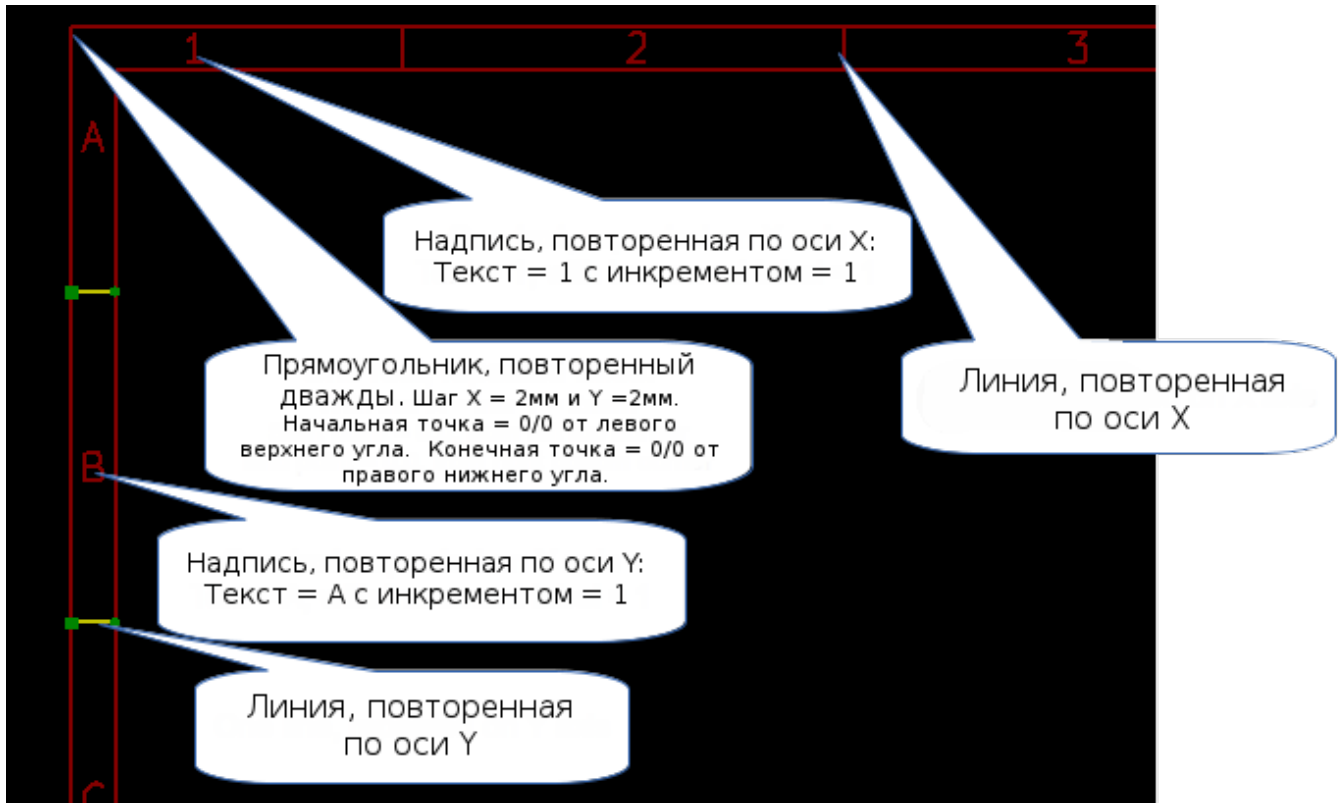 1 2 3
A
Надпись, повторенная по оси X:
Текст = 1 с инкрементом = 1
Прямоугольник, повторенный
дважды. Шаг X = 2мм и Y =2мм.
Начальная точка = 0/0 от левого
верхнего угла. Конечная точка = 0/0 от
правого нижнего угла.
Линия, повторенная
по оси X
B
Надпись, повторенная по оси Y:
Текст = A с инкрементом = 1
Линия, повторенная
по оси Y
C